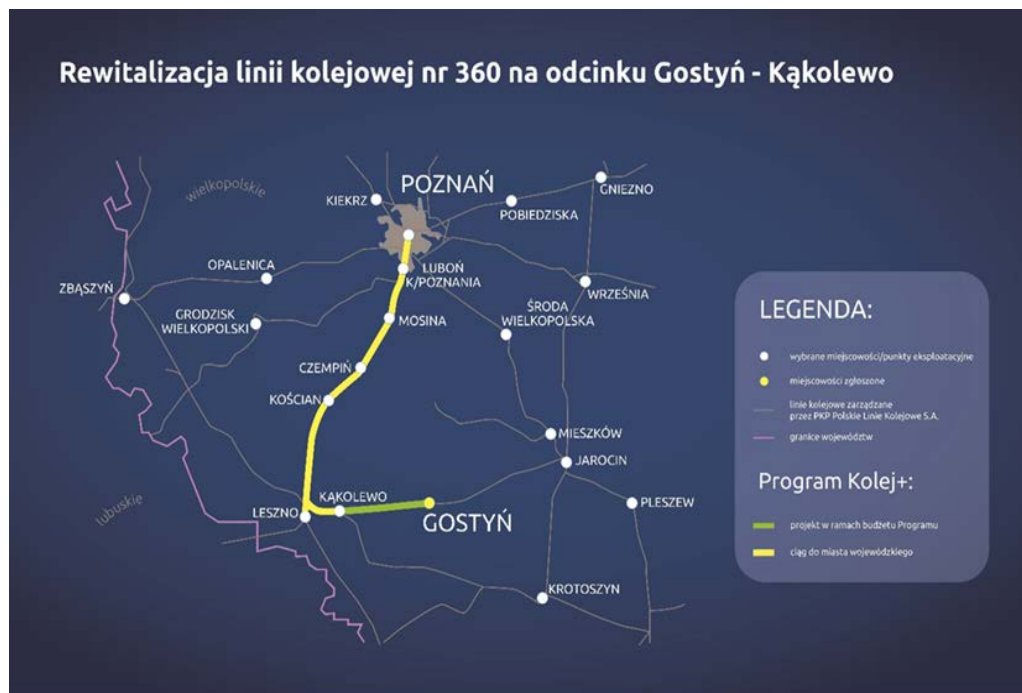 Rewitalizacja linii kolejowej nr 360 na odcinku Gostyń - Kąkolewo
wielkopolskie
POZNAŃ
KIEKRZ
GNIEZNO
POBIEDZISKA
OPALENICA
LUBOŃ
K/POZNANIA
ZBĄSZYŃ
WRZEŚNIA
GRODZISK
WIELKOPOLSKI
MOSINA
ŚRODA
WIELKOPOLSKA
CZEMPIŃ
KOŚCIAN
MIESZKÓW
JAROCIN
lubuskie
LESZNO
KĄKOLEWO
GOSTYŃ
PLESZEW
KROTOSZYN
LEGENDA:
wybrane miejscowości/punkty eksploatacyjne
miejscowości zgłoszone
linie kolejowe zarządzane
przez PKP Polskie Linie Kolejowe S.A.
granice województw
Program Kolej+:
projekt w ramach budżetu Programu
ciąg do miasta wojewódzkiego